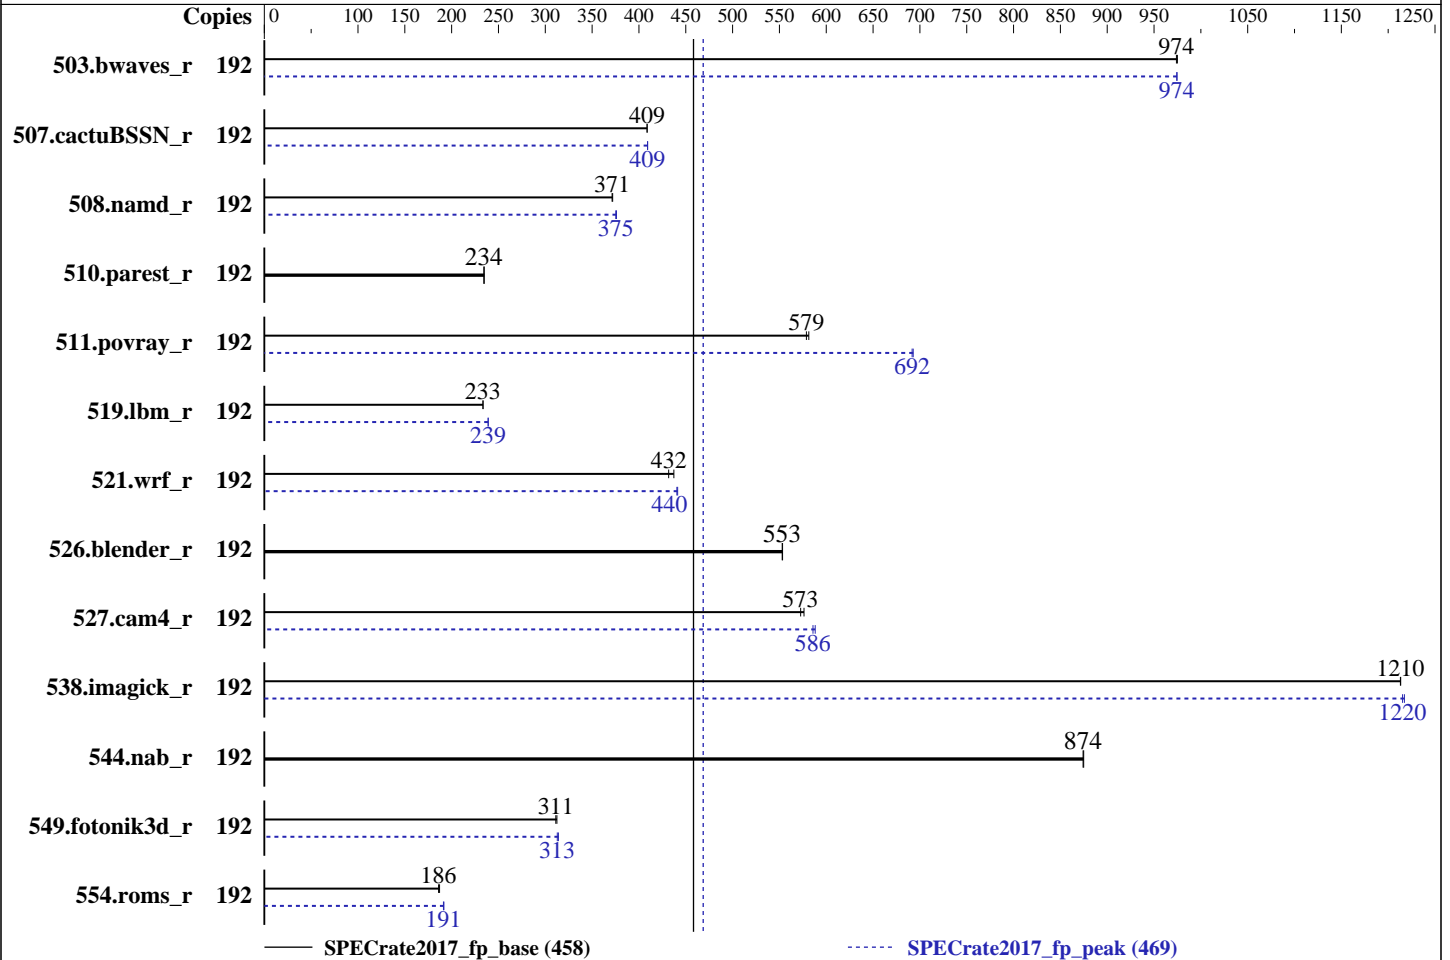 Copies 0 100 150 200 250 300 350 400 450 500 550 600 650 700 750 800 850 900 950 1050 1150 1250
974
503.bwaves_r 192
974
409
507.cactuBSSN_r 192
409
371
508.namd_r 192
375
234
510.parest_r 192
579
511.povray_r 192
692
233
519.lbm_r 192
239
432
521.wrf_r 192
440
553
526.blender_r 192
573
527.cam4_r 192
586
1210
538.imagick_r 192
1220
874
544.nab_r 192
311
549.fotonik3d_r 192
313
186
554.roms_r 192
191
SPECrate2017_fp_base (458) SPECrate2017_fp_peak (469)